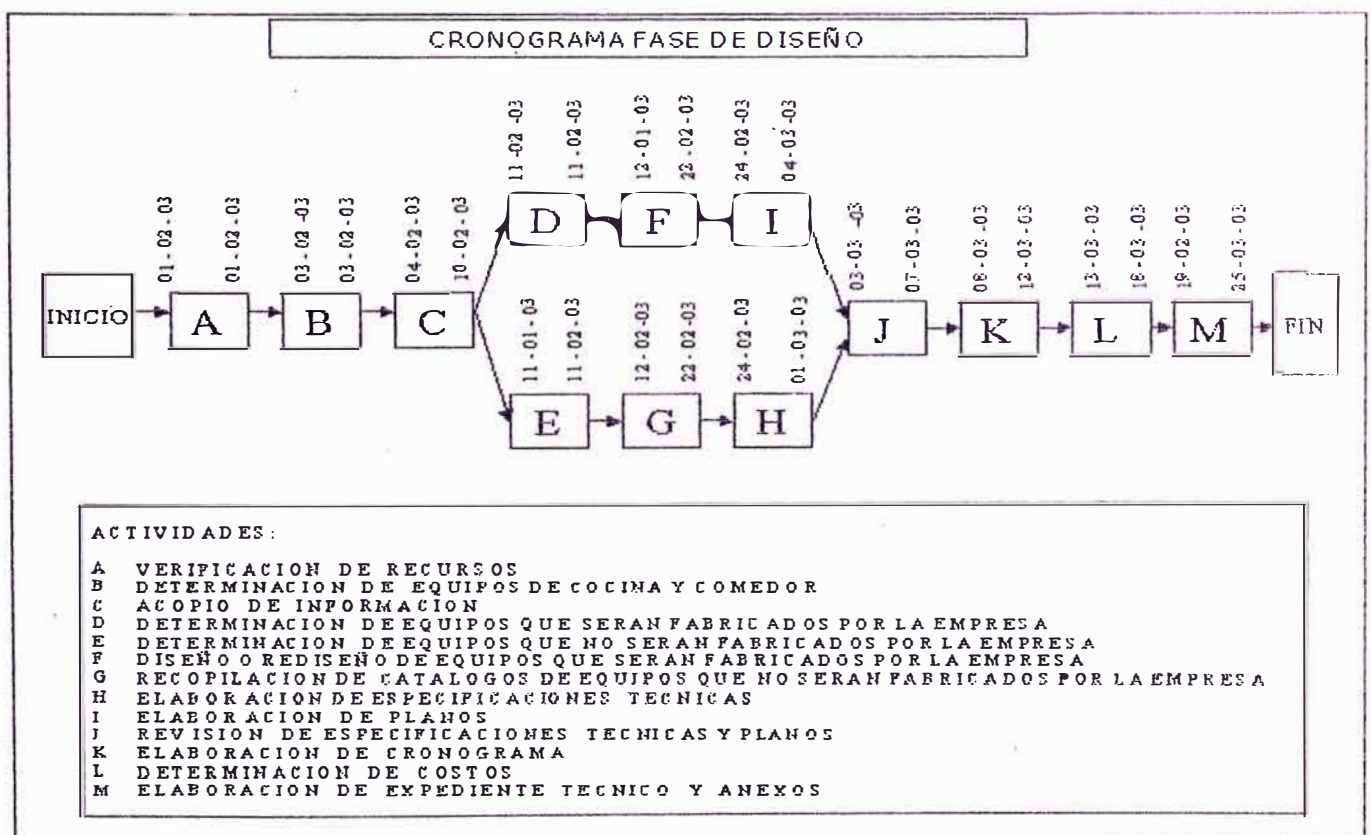 CRONOGRAMA FASE DE DISEÑO
11-02-03
11-02-03
12-01-03
22-02-03
24-02-03
04-03-03
D
F
I
01-02-03
01-02-03
03-02-03
03-02-03
04-02-03
10-02-03
03-03-03
07-03-03
08-03-03
12-03-03
13-03-03
18-03-03
19-02-03
25-03-03
INICIO
A
B
C
J
K
L
M
FIN
11-01-03
11-02-03
12-02-03
22-02-03
24-02-03
01-03-03
E
G
H
ACTIVIDADES:
A VERIFICACION DE RECURSOS
B DETERMINACION DE EQUIPOS DE COCINA Y COMEDOR
C ACOPIO DE INFORMACION
D DETERMINACION DE EQUIPOS QUE SERAN FABRICADOS POR LA EMPRESA
E DETERMINACION DE EQUIPOS QUE NO SERAN FABRICADOS POR LA EMPRESA
F DISEÑO O REDISEÑO DE EQUIPOS QUE SERAN FABRICADOS POR LA EMPRESA
G RECOPILACION DE CATALOGOS DE EQUIPOS QUE NO SERAN FABRICADOS POR LA EMPRESA
H ELABORACION DE ESPECIFICACIONES TECNICAS
I ELABORACION DE PLANOS
J REVISION DE ESPECIFICACIONES TECNICAS Y PLANOS
K ELABORACION DE CRONOGRAMA
L DETERMINACION DE COSTOS
M ELABORACION DE EXPEDIENTE TECNICO Y ANEXOS